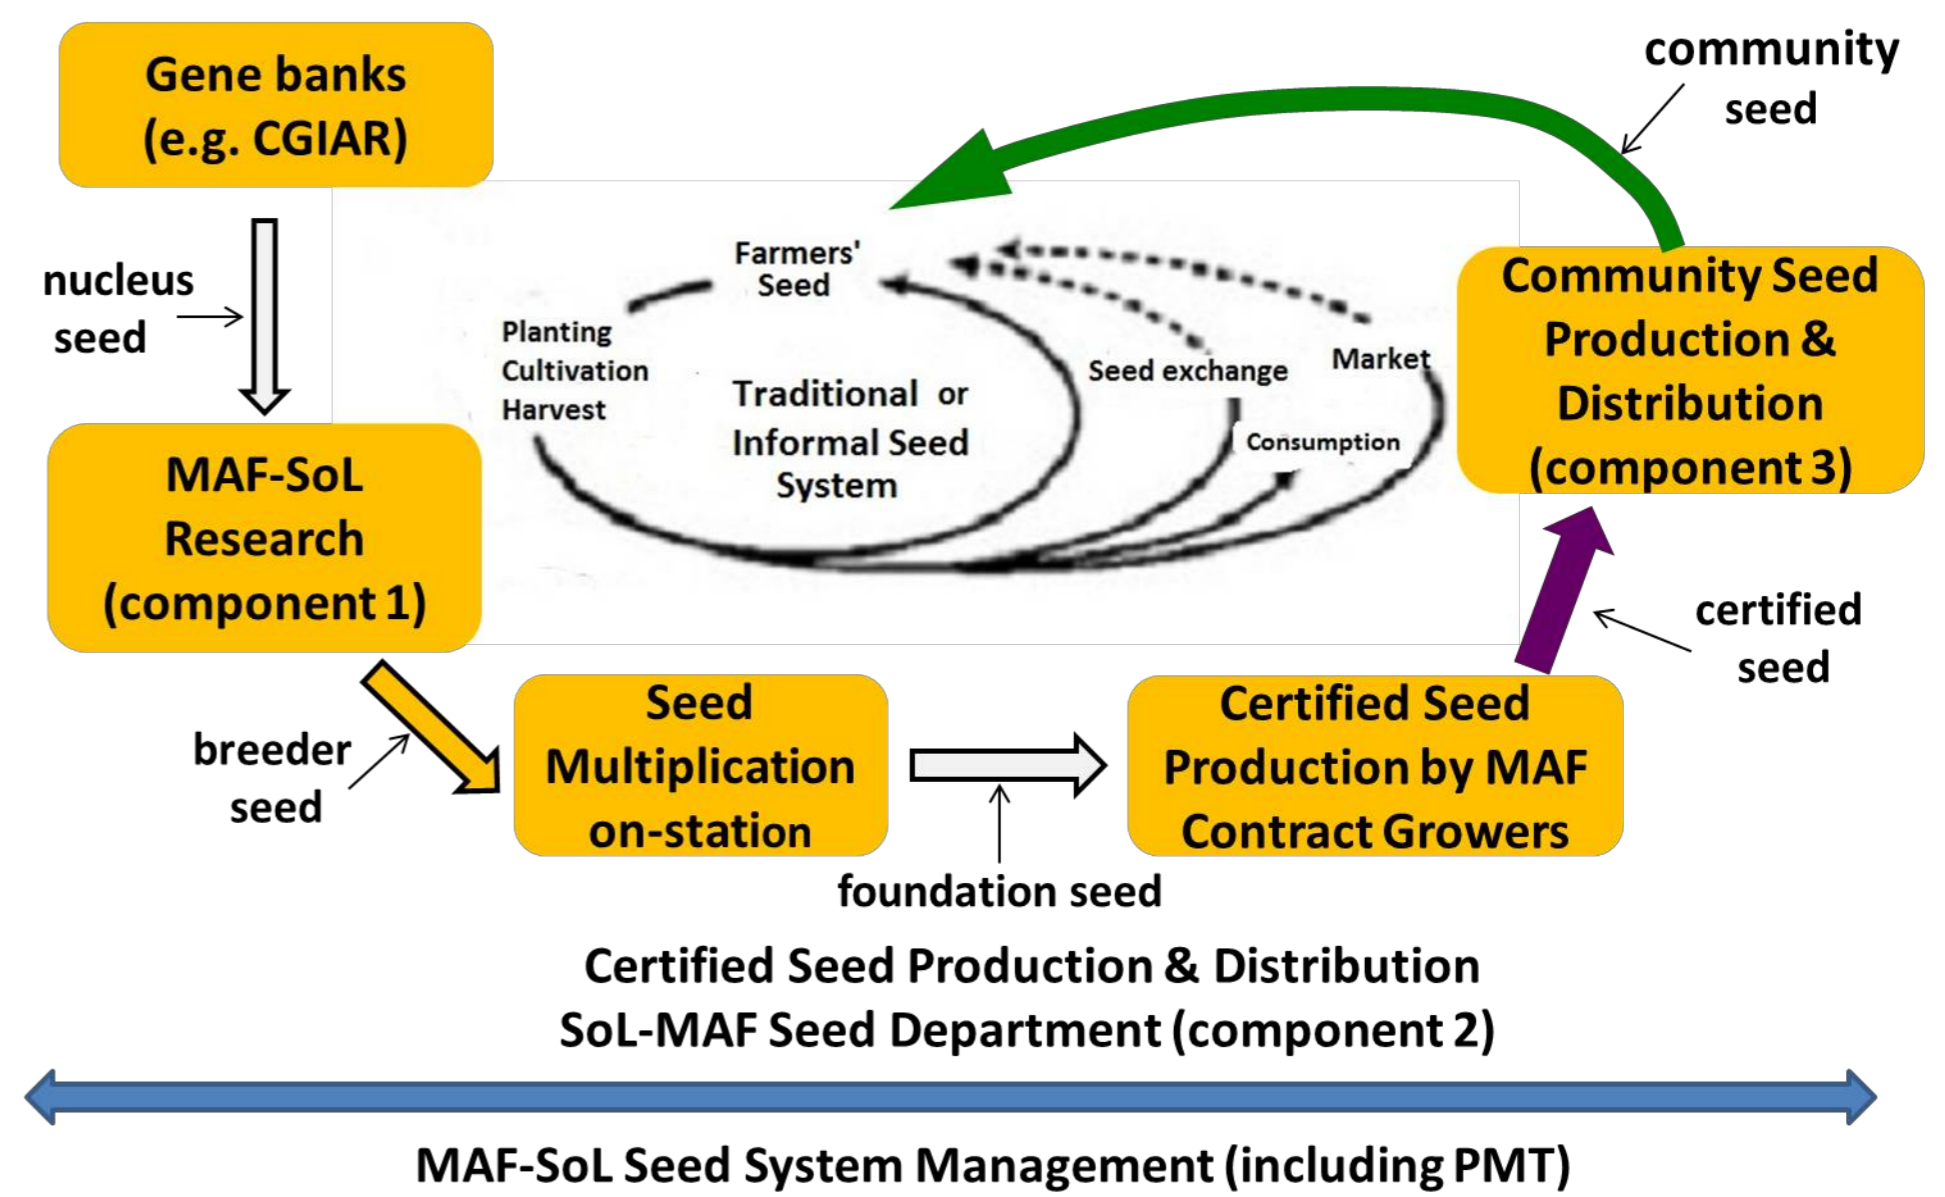 Gene banks
(e.g. CGIAR)
community
seed
nucleus
seed
Farmers'
Seed
Planting
Cultivation
Harvest
Traditional or
Informal Seed
System
Seed exchange
Market
Consumption
Community Seed
Production &
Distribution
(component 3)
MAF-SoL
Research
(component 1)
certified
seed
breeder
seed
Seed
Multiplication
on-station
Certified Seed
Production by MAF
Contract Growers
foundation seed
Certified Seed Production & Distribution
SoL-MAF Seed Department (component 2)
MAF-SoL Seed System Management (including PMT)